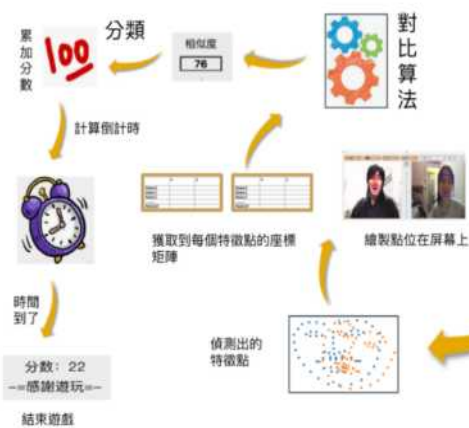 累加分數
100
分類
相似度
76
對比算法
計算倒計時
獲取到每個特徵點的座標
矩陣
繪製點位在屏幕上
時間
到了
偵測出的
特徵點
分数: 22
-=感謝遊玩=-
結束遊戲